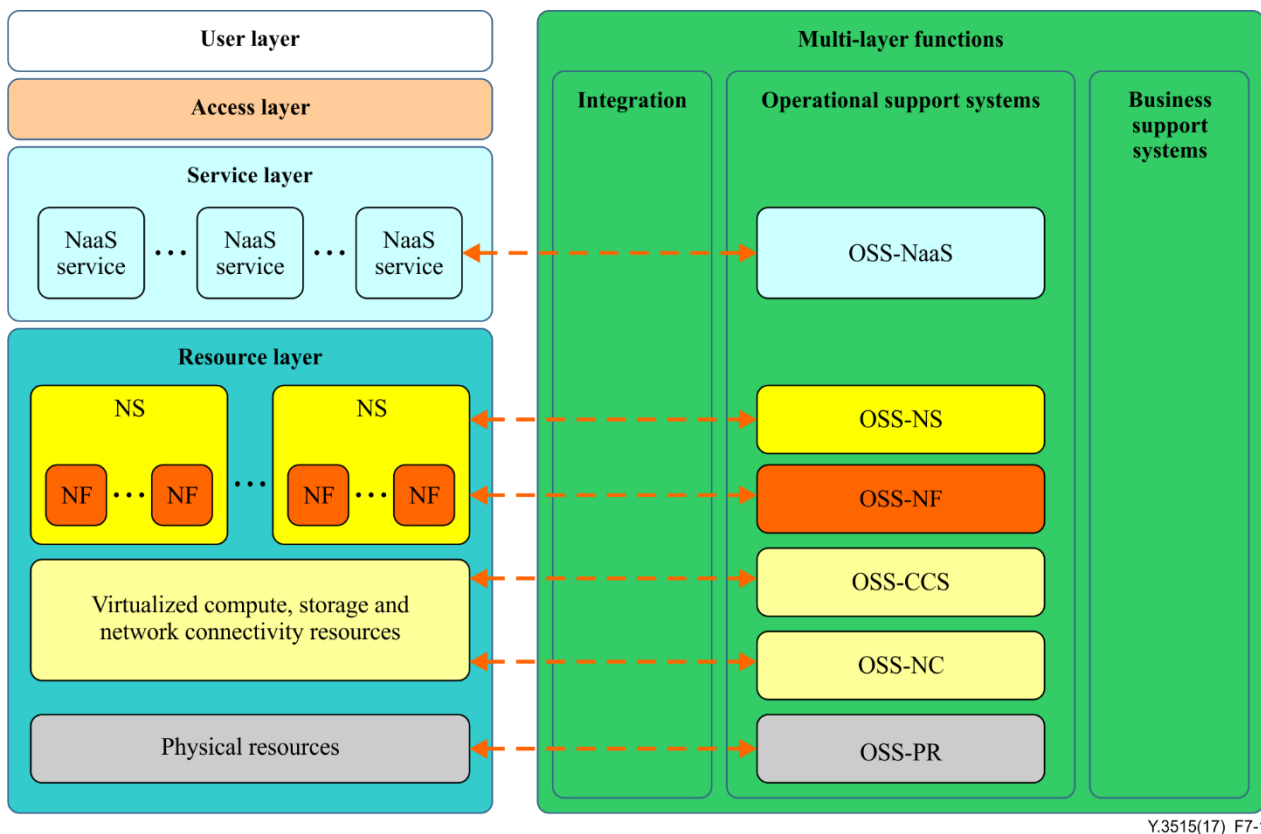 User layer
Access layer
Service layer
NaaS
service
...
NaaS
service
...
NaaS
service
Resource layer
NS
NF ... NF
...
NS
NF ... NF
Virtualized compute, storage and
network connectivity resources
Physical resources
Multi-layer functions
Integration
Operational support systems
OSS-NaaS
OSS-NS
OSS-NF
OSS-CCS
OSS-NC
OSS-PR
Business
support
systems
Y.3515(17)_F7-